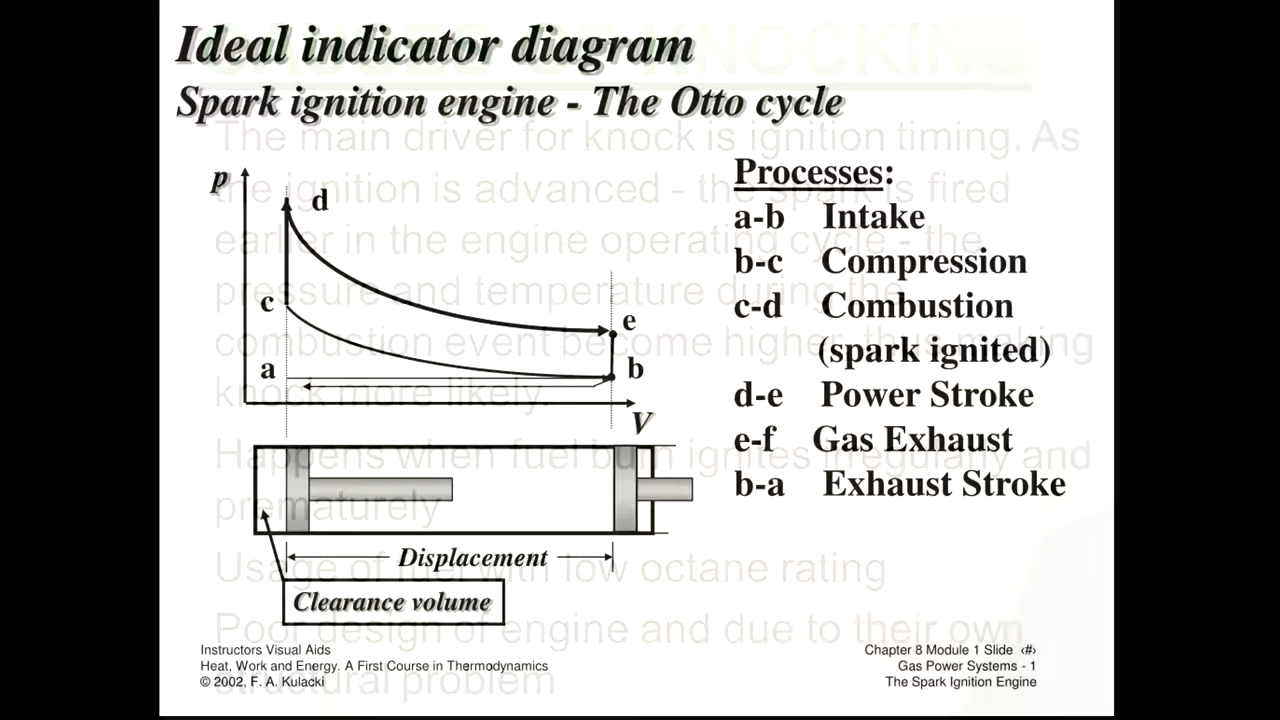 Ideal indicator diagram
Spark ignition engine - The Otto cycle
CAUSES OF KNOCKING
The main driver for knock is ignition timing. As
the ignition is advanced - the spark is fired
earlier in the engine operating cycle - the
pressure and temperature during the
combustion event become higher, thus making
knock more likely.
Happens when fuel burn ignites irregularly and
prematurely
Usage of fuel with low octane rating
Poor design of engine and due to their own
structural problem
p
d
c
e
a
b
V
Displacement
Clearance volume
Processes:
a-b Intake
b-c Compression
c-d Combustion
(spark ignited)
d-e Power Stroke
e-f Gas Exhaust
b-a Exhaust Stroke
Instructors Visual Aids
Heat, Work and Energy. A First Course in Thermodynamics
© 2002, F. A. Kulacki
Chapter 8 Module 1 Slide ‹#›
Gas Power Systems - 1
The Spark Ignition Engine